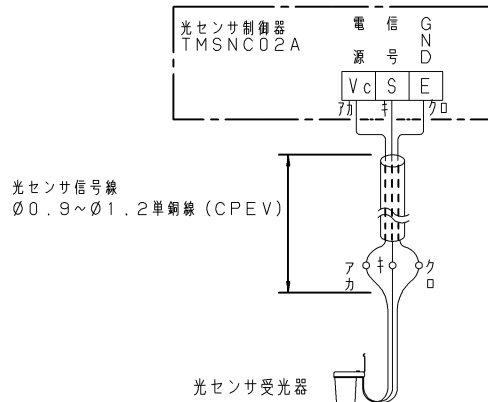 光センサ制御器
TMSNC02A
電源
信号
GND
Vc S E
アカ キ クロ
光センサ信号線
Ø0.9~Ø1.2単銅線(CPEV)
アカ キ クロ
光センサ受光器